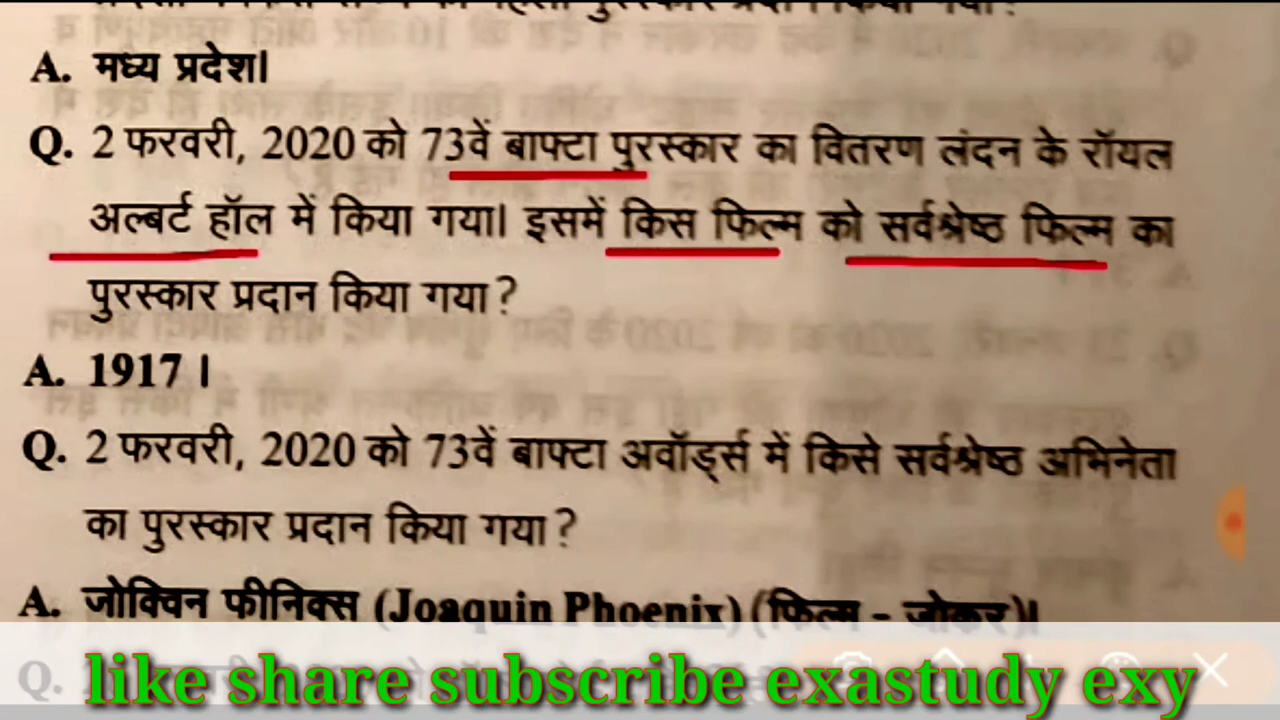 A. मध्य प्रदेश।
Q. 2 फरवरी, 2020 को 73वें बाफ्टा पुरस्कार का वितरण लंदन के रॉयल
अल्बर्ट हॉल में किया गया। इसमें किस फिल्म को सर्वश्रेष्ठ फिल्म का
पुरस्कार प्रदान किया गया?
A. 1917।
Q. 2 फरवरी, 2020 को 73वें बाफ्टा अवॉर्ड्स में किसे सर्वश्रेष्ठ अभिनेता
का पुरस्कार प्रदान किया गया?
A. जोक्विन फीनिक्स (Joaquin Phoenix) (फिल्म - जोकर)।
Q.
like share subscribe exastudy exy